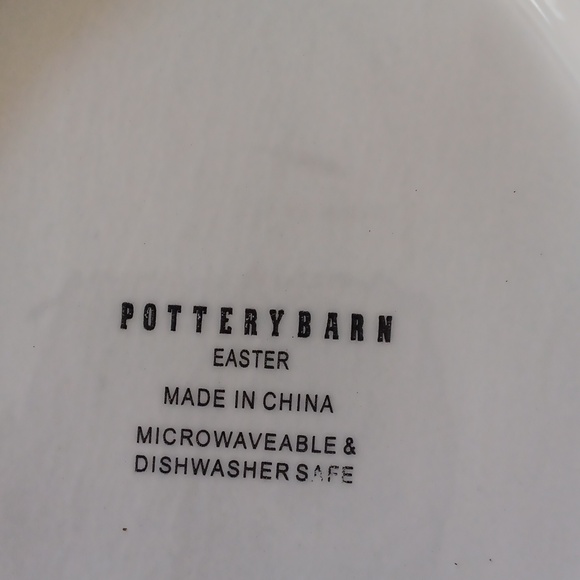 POTTERYBARN
EASTER
MADE IN CHINA
MICROWAVEABLE &
DISHWASHER SAFE